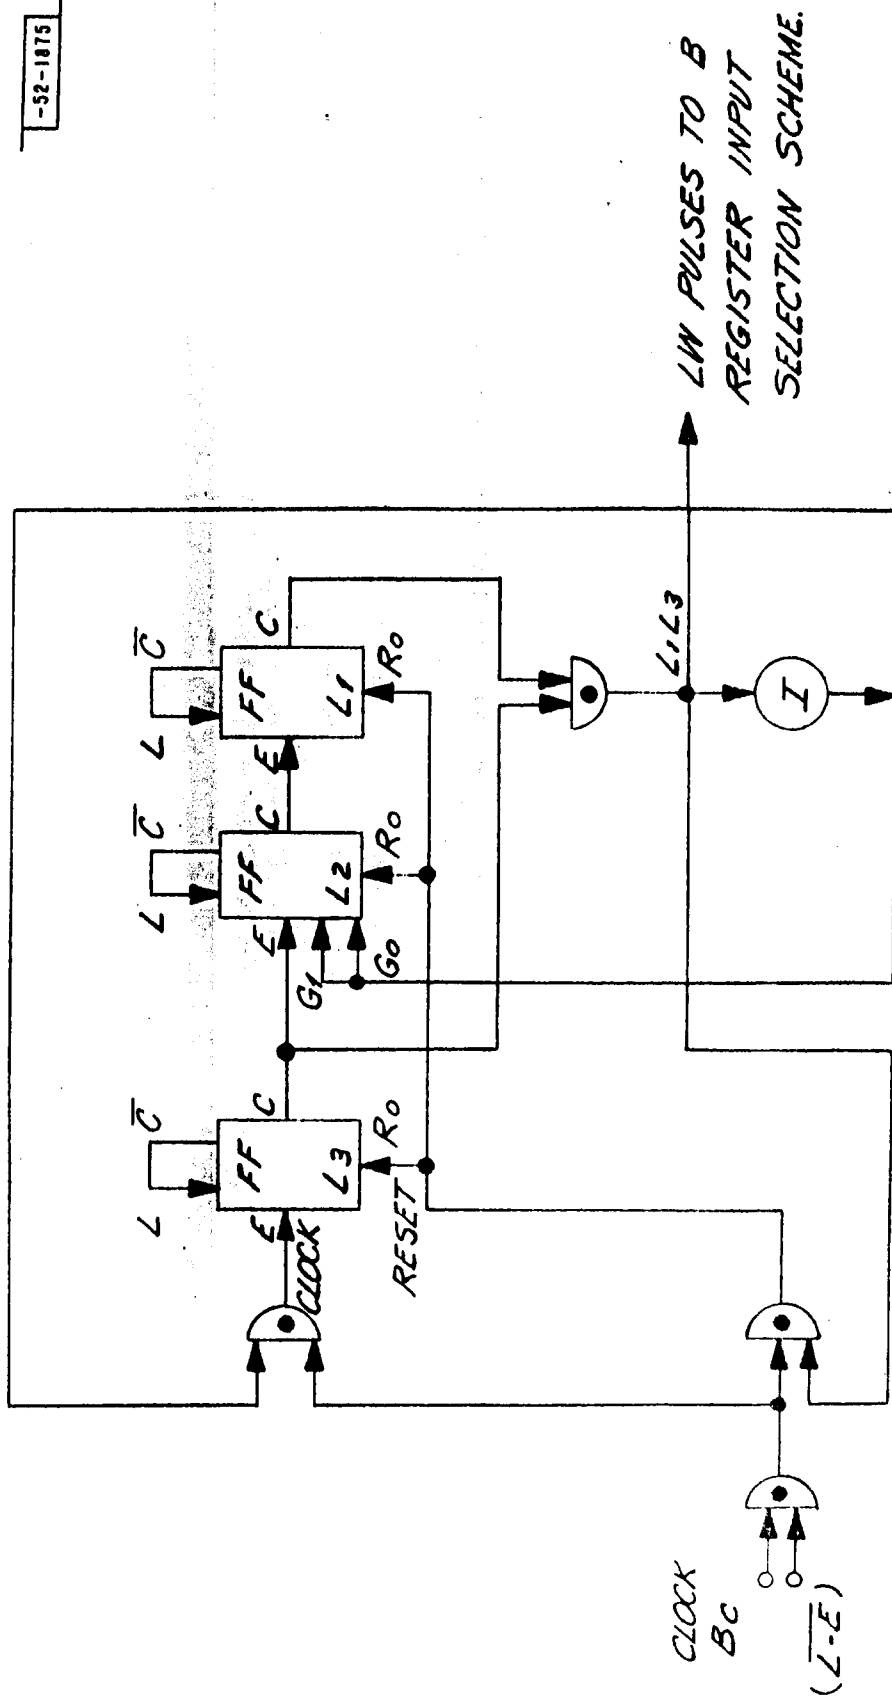 -52-1875
C̅
L
FF
L3
E
CLOCK
C
R0
RESET
C̅
L
FF
L2
E
G1
G0
C
R0
C̅
L
FF
L1
E
C
R0
L1L3
I
LW PULSES TO B
REGISTER INPUT
SELECTION SCHEME.
CLOCK
BC
(L̅-̅E̅)